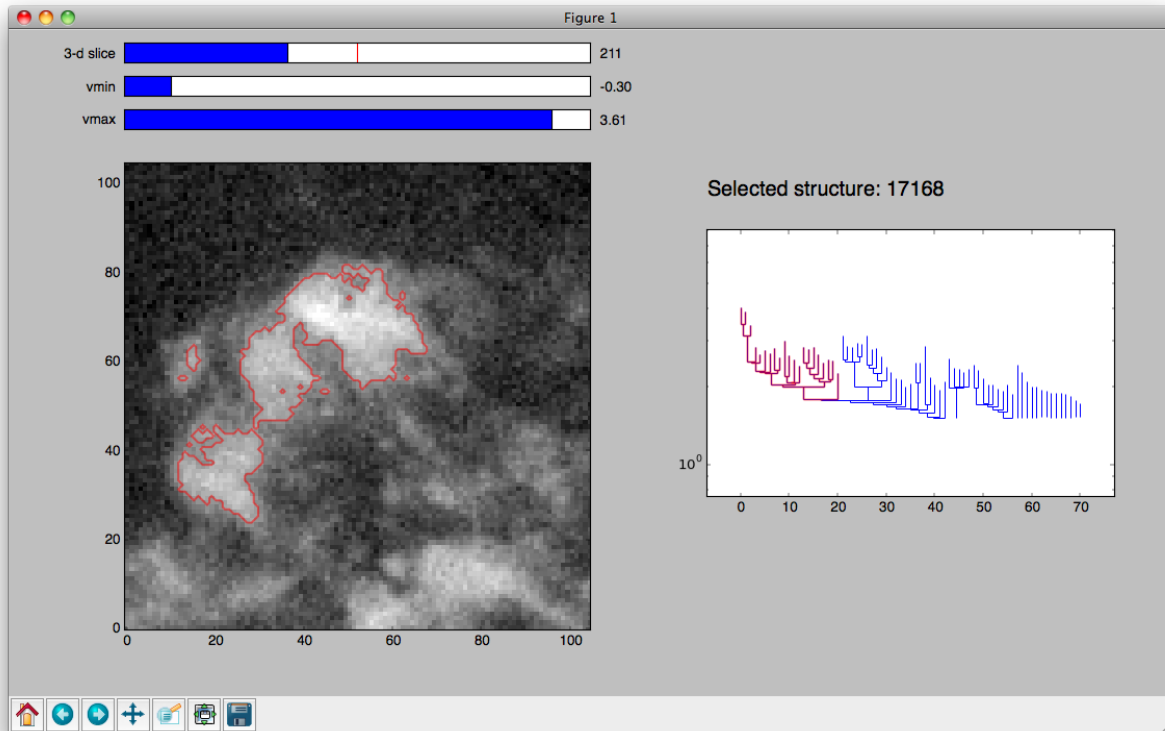 Figure 1
3-d slice 211
vmin -0.30
vmax 3.61
Selected structure: 17168
100
80
60
40
20
0
0 20 40 60 80 100
10⁰
0 10 20 30 40 50 60 70